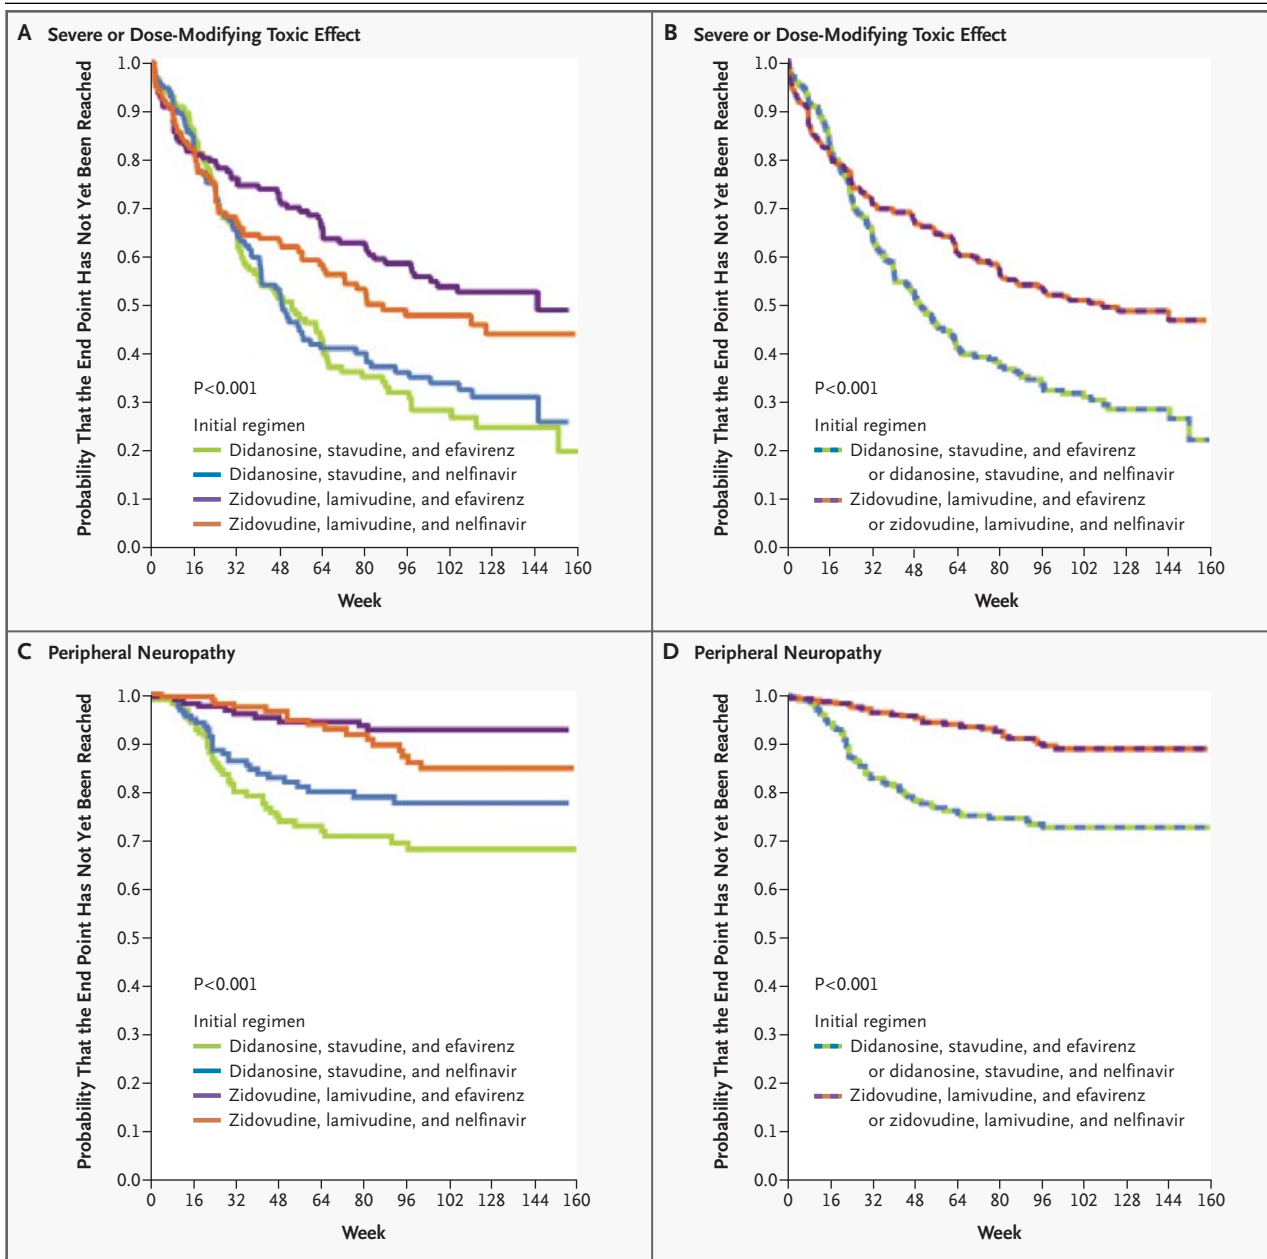 A Severe or Dose-Modifying Toxic Effect
Probability That the End Point Has Not Yet Been Reached
1.0
0.9
0.8
0.7
0.6
0.5
0.4
0.3
0.2
0.1
0.0
P<0.001
Initial regimen
Didanosine, stavudine, and efavirenz
Didanosine, stavudine, and nelfinavir
Zidovudine, lamivudine, and efavirenz
Zidovudine, lamivudine, and nelfinavir
0 16 32 48 64 80 96 102 128 144 160
Week
B Severe or Dose-Modifying Toxic Effect
Probability That the End Point Has Not Yet Been Reached
1.0
0.9
0.8
0.7
0.6
0.5
0.4
0.3
0.2
0.1
0.0
P<0.001
Initial regimen
Didanosine, stavudine, and efavirenz
or didanosine, stavudine, and nelfinavir
Zidovudine, lamivudine, and efavirenz
or zidovudine, lamivudine, and nelfinavir
0 16 32 48 64 80 96 102 128 144 160
Week
C Peripheral Neuropathy
Probability That the End Point Has Not Yet Been Reached
1.0
0.9
0.8
0.7
0.6
0.5
0.4
0.3
0.2
0.1
0.0
P<0.001
Initial regimen
Didanosine, stavudine, and efavirenz
Didanosine, stavudine, and nelfinavir
Zidovudine, lamivudine, and efavirenz
Zidovudine, lamivudine, and nelfinavir
0 16 32 48 64 80 96 102 128 144 160
Week
D Peripheral Neuropathy
Probability That the End Point Has Not Yet Been Reached
1.0
0.9
0.8
0.7
0.6
0.5
0.4
0.3
0.2
0.1
0.0
P<0.001
Initial regimen
Didanosine, stavudine, and efavirenz
or didanosine, stavudine, and nelfinavir
Zidovudine, lamivudine, and efavirenz
or zidovudine, lamivudine, and nelfinavir
0 16 32 48 64 80 96 102 128 144 160
Week